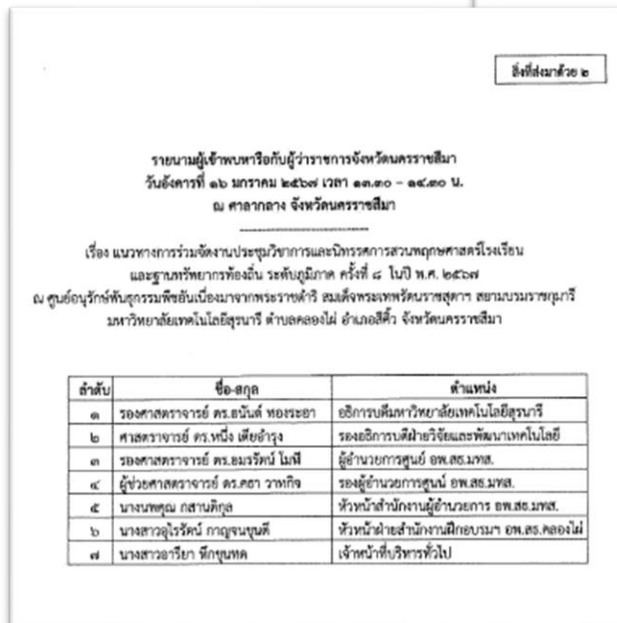 สิ่งที่ส่งมาด้วย ๒
รายนามผู้เข้าพบหารือกับผู้ว่าราชการจังหวัดนครราชสีมา
วันอังคารที่ ๑๖ มกราคม ๒๕๖๗ เวลา ๑๓.๓๐ – ๑๔.๓๐ น.
ณ ศาลากลาง จังหวัดนครราชสีมา
เรื่อง แนวทางการร่วมจัดงานประชุมวิชาการและนิทรรศการสวนพฤกษศาสตร์โรงเรียน
และฐานทรัพยากรท้องถิ่น ระดับภูมิภาค ครั้งที่ ๘ ในปี พ.ศ. ๒๕๖๗
ณ ศูนย์อนุรักษ์พันธุกรรมพืชอันเนื่องมาจากพระราชดำริ สมเด็จพระเทพรัตนราชสุดาฯ สยามบรมราชกุมารี
มหาวิทยาลัยเทคโนโลยีสุรนารี ตำบลคลองไผ่ อำเภอสีคิ้ว จังหวัดนครราชสีมา
ลำดับ ชื่อ-สกุล ตำแหน่ง
๑ รองศาสตราจารย์ ดร.อนันต์ ทองระอา อธิการบดีมหาวิทยาลัยเทคโนโลยีสุรนารี
๒ ศาสตราจารย์ ดร.หนึ่ง เตียอำรุง รองอธิการบดีฝ่ายวิจัยและพัฒนาเทคโนโลยี
๓ รองศาสตราจารย์ ดร.อมรรัตน์ โมฬี ผู้อำนวยการศูนย์ อพ.สธ.มทส.
๔ ผู้ช่วยศาสตราจารย์ ดร.คธา วาทกิจ รองผู้อำนวยการศูนน์ อพ.สธ.มทส.
๕ นางนพคุณ กสานติกุล หัวหน้าสำนักงานผู้อำนวยการ อพ.สธ.มทส.
๖ นางสาวอุไรรัตน์ กาญจนขุนดี หัวหน้าฝ่ายสำนักงานฝึกอบรมฯ อพ.สธ.คลองไผ่
๗ นางสาวอารียา หึกขุนทด เจ้าหน้าที่บริหารทั่วไป